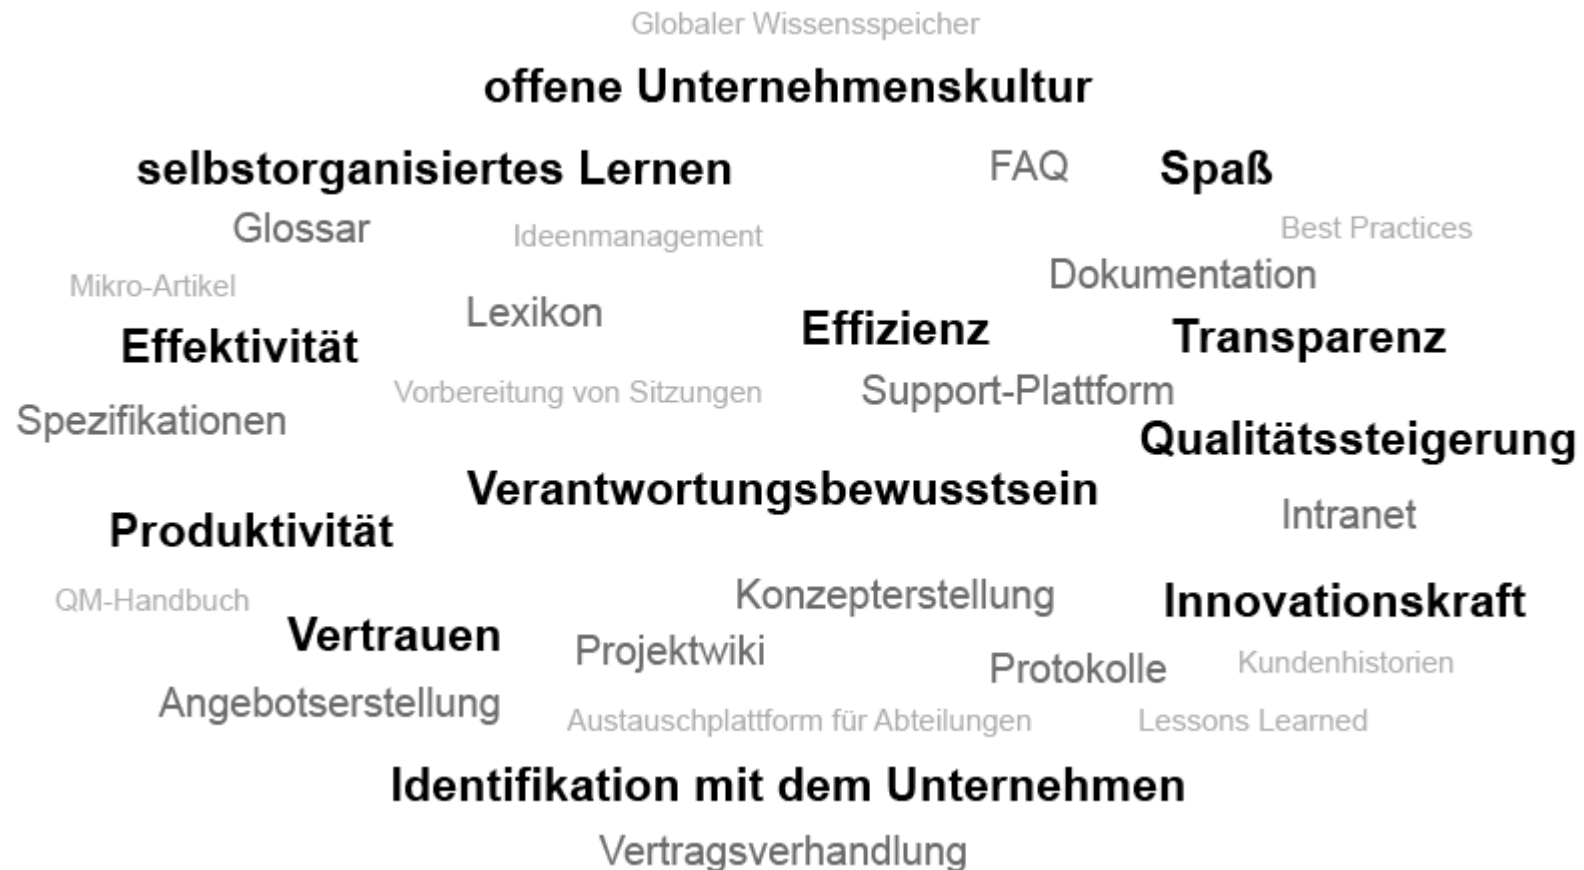 Globaler Wissensspeicher
offene Unternehmenskultur
selbstorganisiertes Lernen
FAQ
Spaß
Glossar
Ideenmanagement
Best Practices
Mikro-Artikel
Lexikon
Dokumentation
Effektivität
Effizienz
Transparenz
Vorbereitung von Sitzungen
Support-Plattform
Spezifikationen
Qualitätssteigerung
Verantwortungsbewusstsein
Intranet
Produktivität
QM-Handbuch
Konzepterstellung
Innovationskraft
Vertrauen
Projektwiki
Protokolle
Kundenhistorien
Angebotserstellung
Austauschplattform für Abteilungen
Lessons Learned
Identifikation mit dem Unternehmen
Vertragsverhandlung